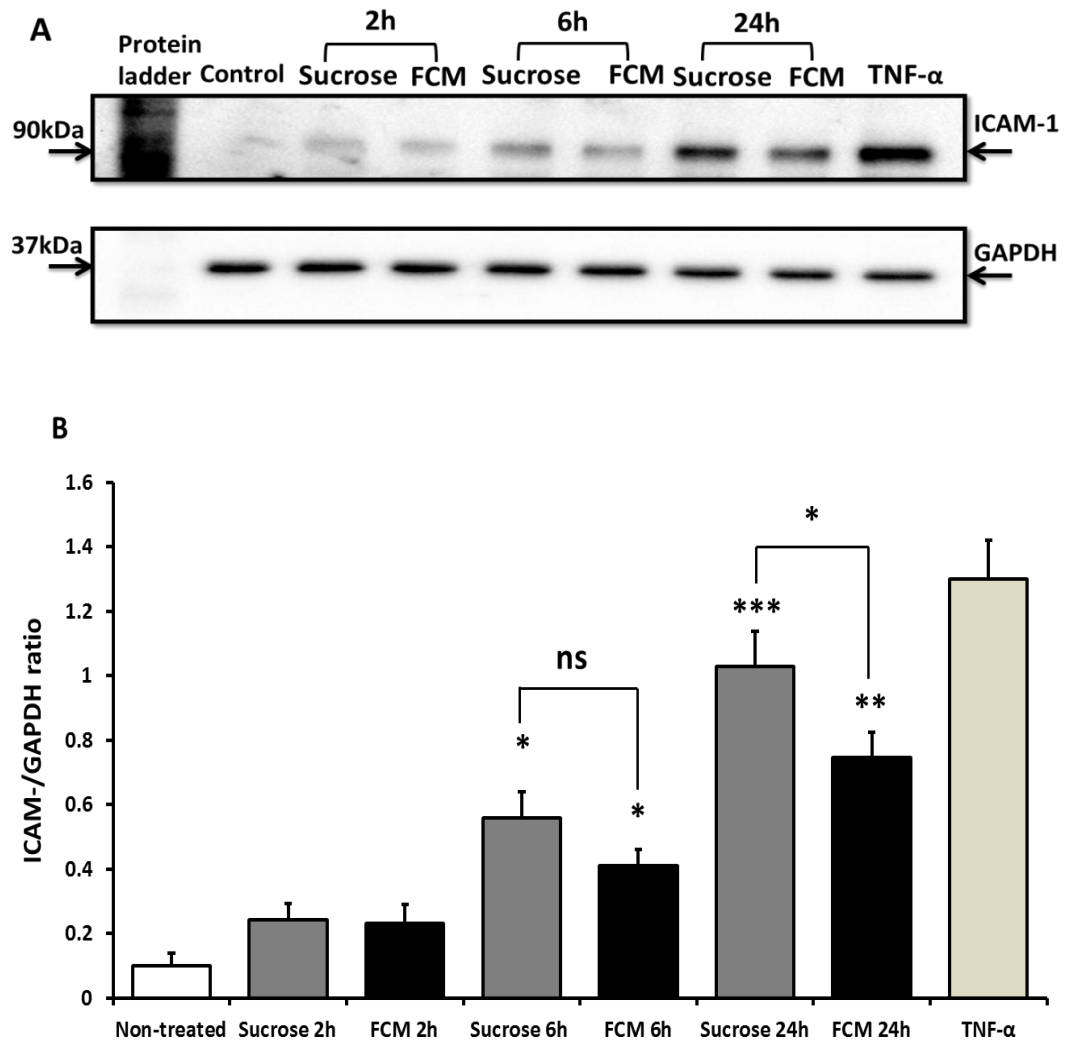 A
2h 6h 24h
Protein
ladder Control Sucrose FCM Sucrose FCM Sucrose FCM TNF-α
90kDa
ICAM-1
37kDa
GAPDH
B
1.6
1.4
1.2
1
0.8
0.6
0.4
0.2
0
ICAM-/GAPDH ratio
*
***
**
ns
*
*
Non-treated Sucrose 2h FCM 2h Sucrose 6h FCM 6h Sucrose 24h FCM 24h TNF-α